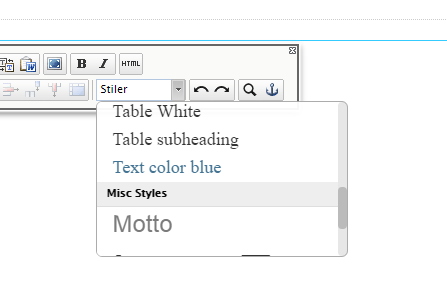 B I HTML
Stiler
Table White
Table subheading
Text color blue
Misc Styles
Motto